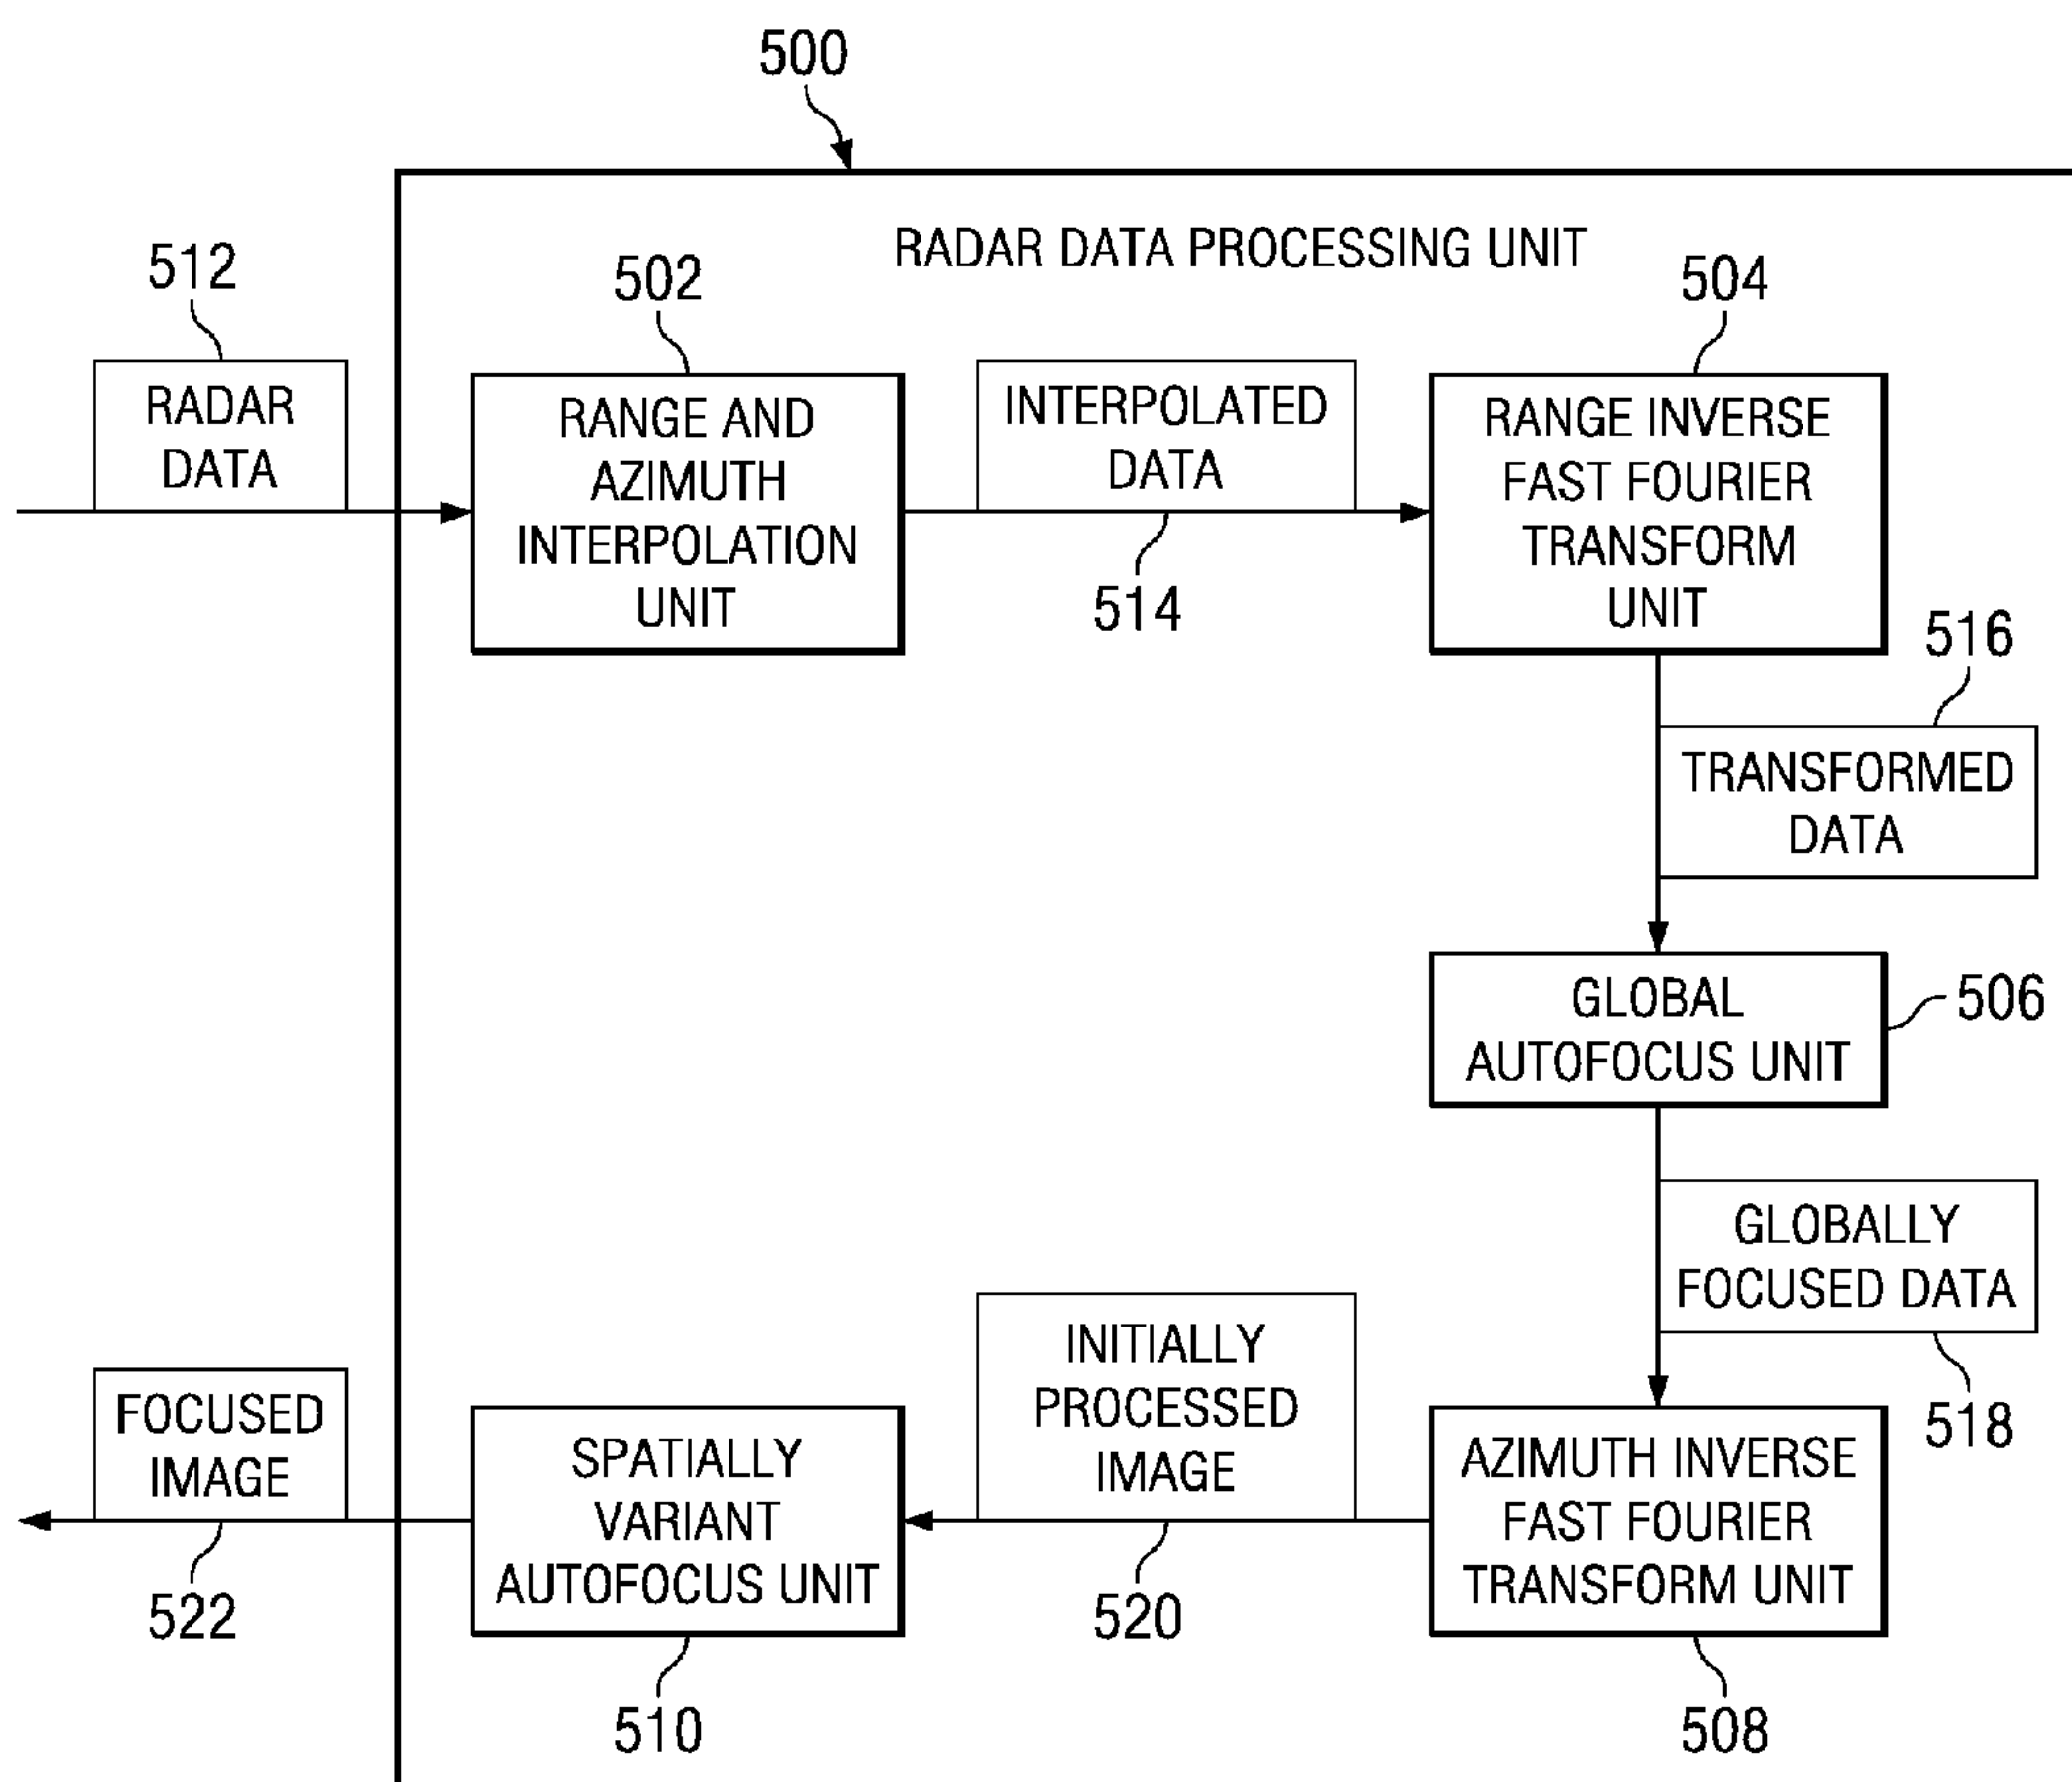 500
RADAR DATA PROCESSING UNIT
512
502
504
RADAR
DATA
RANGE AND
AZIMUTH
INTERPOLATION
UNIT
INTERPOLATED
DATA
514
RANGE INVERSE
FAST FOURIER
TRANSFORM
UNIT
516
TRANSFORMED
DATA
GLOBAL
AUTOFOCUS UNIT
506
GLOBALLY
FOCUSED DATA
518
FOCUSED
IMAGE
522
SPATIALLY
VARIANT
AUTOFOCUS UNIT
510
INITIALLY
PROCESSED
IMAGE
520
AZIMUTH INVERSE
FAST FOURIER
TRANSFORM UNIT
508